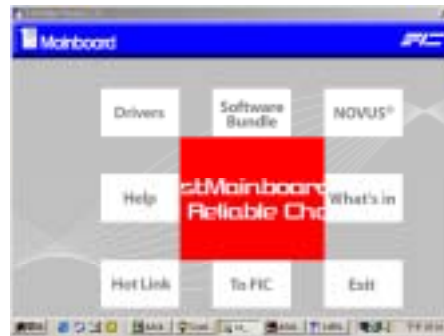 Mainboard
FIC
Drivers
Software
Bundle
NOVUS®
Help
stMainboard
Reliable Cho
What's in
Hot Link
To FIC
Exit